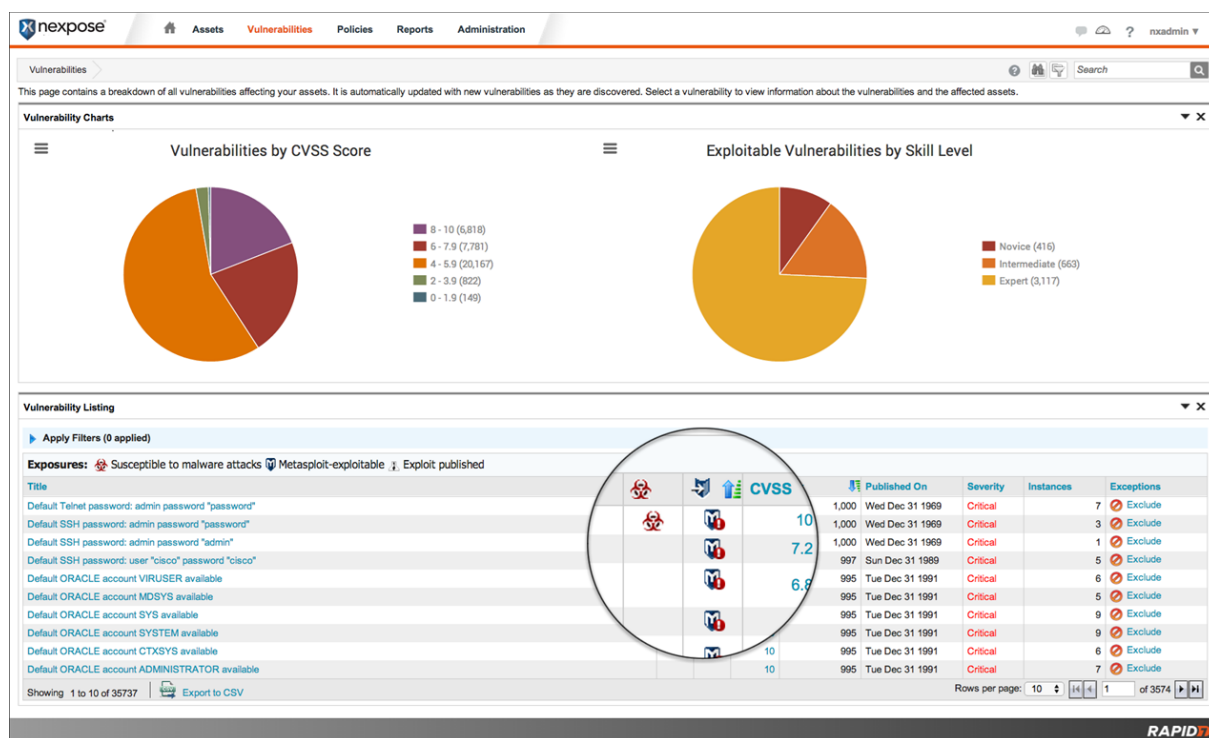 nexpose®
Assets Vulnerabilities Policies Reports Administration
? nxadmin ▼
Vulnerabilities
? Search
This page contains a breakdown of all vulnerabilities affecting your assets. It is automatically updated with new vulnerabilities as they are discovered. Select a vulnerability to view information about the vulnerabilities and the affected assets.
Vulnerability Charts
Vulnerabilities by CVSS Score
8 - 10 (6,818)
6 - 7.9 (7,781)
4 - 5.9 (20,167)
2 - 3.9 (822)
0 - 1.9 (149)
Exploitable Vulnerabilities by Skill Level
Novice (416)
Intermediate (663)
Expert (3,117)
Vulnerability Listing
Apply Filters (0 applied)
Exposures: Susceptible to malware attacks Metasploit-exploitable Exploit published
Title CVSS Published On Severity Instances Exceptions
Default Telnet password: admin password "password" 1,000 Wed Dec 31 1969 Critical 7 Exclude
Default SSH password: admin password "password" 10 1,000 Wed Dec 31 1969 Critical 3 Exclude
Default SSH password: admin password "admin" 7.2 1,000 Wed Dec 31 1969 Critical 1 Exclude
Default SSH password: user "cisco" password "cisco" 997 Sun Dec 31 1989 Critical 5 Exclude
Default ORACLE account VIRUSER available 6.8 995 Tue Dec 31 1991 Critical 6 Exclude
Default ORACLE account MDSYS available 995 Tue Dec 31 1991 Critical 5 Exclude
Default ORACLE account SYS available 995 Tue Dec 31 1991 Critical 9 Exclude
Default ORACLE account SYSTEM available 995 Tue Dec 31 1991 Critical 9 Exclude
Default ORACLE account CTXSYS available 10 995 Tue Dec 31 1991 Critical 6 Exclude
Default ORACLE account ADMINISTRATOR available 10 995 Tue Dec 31 1991 Critical 7 Exclude
Showing 1 to 10 of 35737 Export to CSV Rows per page: 10 1 of 3574
RAPID7